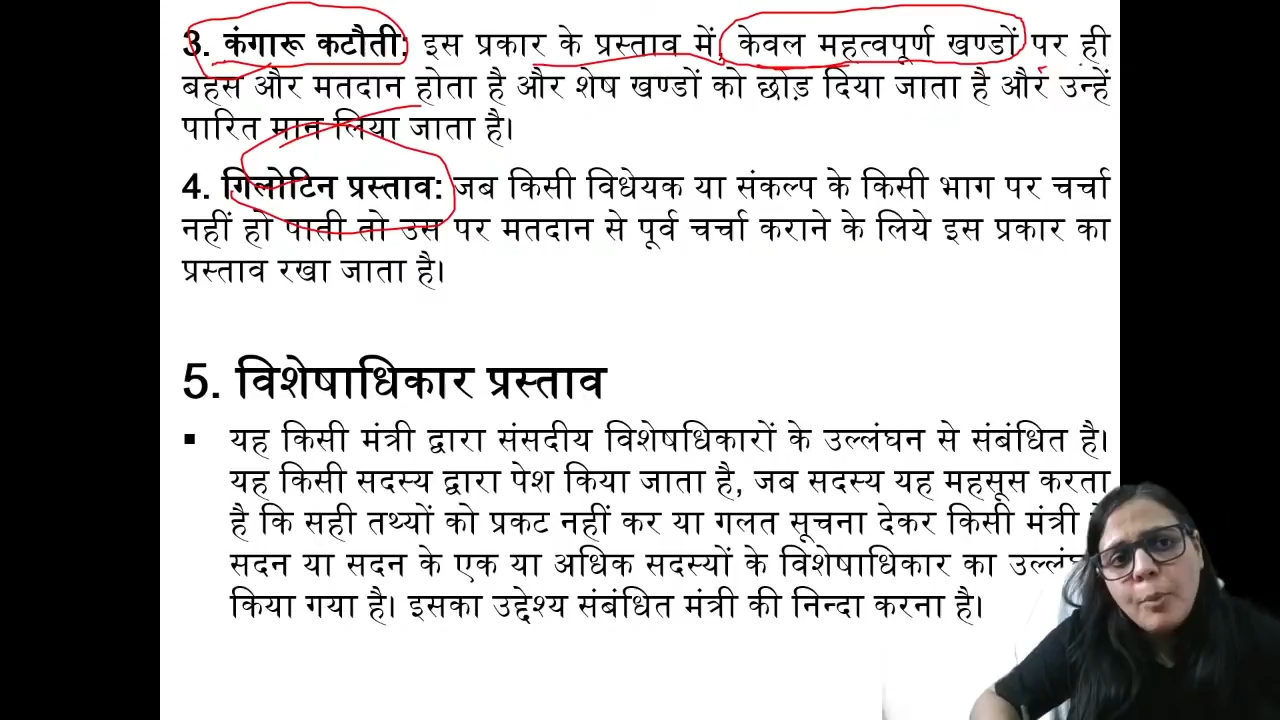 3. कंगारू कटौती: इस प्रकार के प्रस्ताव में, केवल महत्वपूर्ण खण्डों पर ही
बहस और मतदान होता है और शेष खण्डों को छोड़ दिया जाता है और उन्हें
पारित मान लिया जाता है।
4. गिलोटिन प्रस्ताव: जब किसी विधेयक या संकल्प के किसी भाग पर चर्चा
नहीं हो पाती तो उस पर मतदान से पूर्व चर्चा कराने के लिये इस प्रकार का
प्रस्ताव रखा जाता है।
5. विशेषाधिकार प्रस्ताव
▪ यह किसी मंत्री द्वारा संसदीय विशेषधिकारों के उल्लंघन से संबंधित है।
यह किसी सदस्य द्वारा पेश किया जाता है, जब सदस्य यह महसूस करता
है कि सही तथ्यों को प्रकट नहीं कर या गलत सूचना देकर किसी मंत्री
सदन या सदन के एक या अधिक सदस्यों के विशेषाधिकार का
किया गया है। इसका उद्देश्य संबंधित मंत्री की निन्दा करना है।